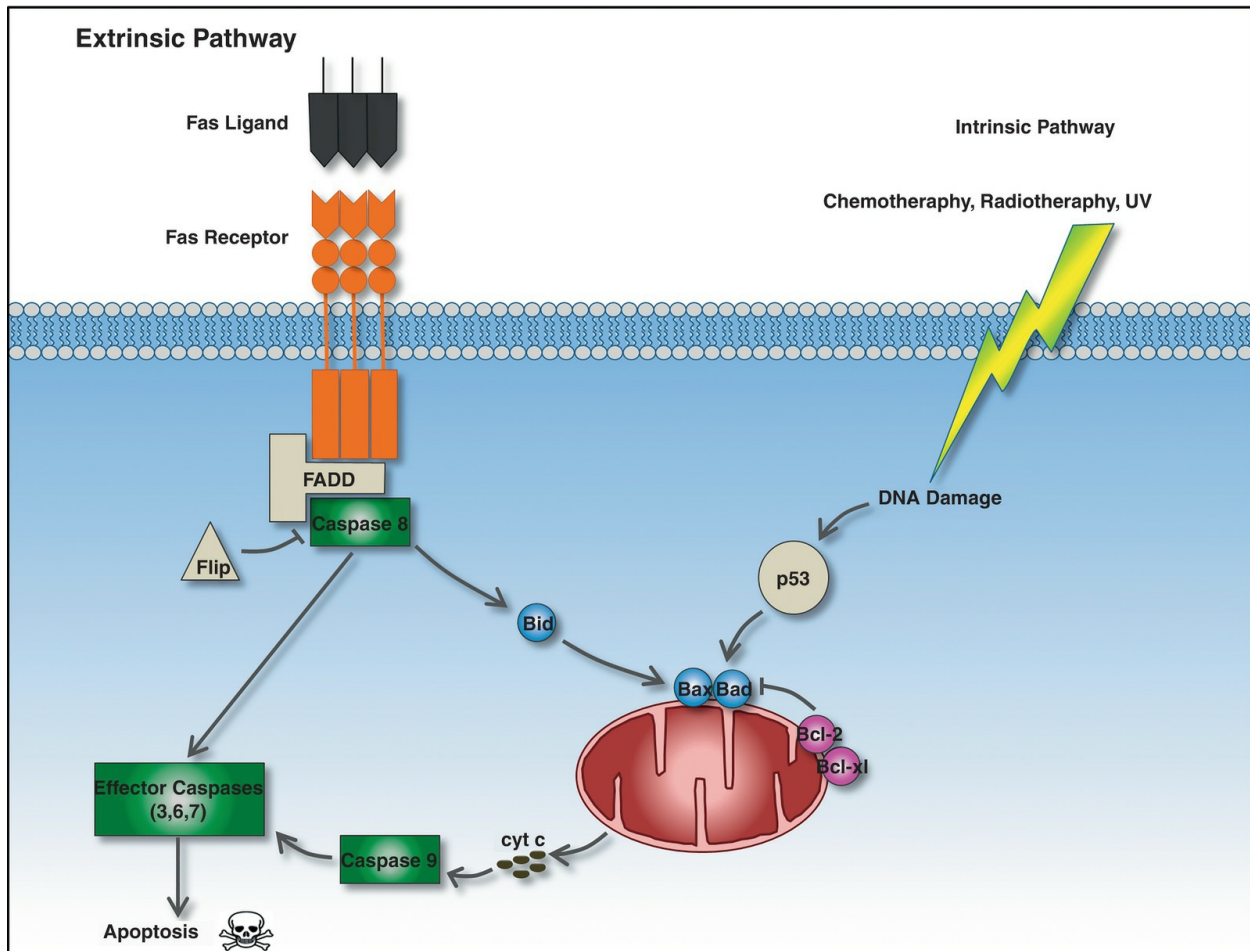 Extrinsic Pathway
Fas Ligand
Intrinsic Pathway
Chemotheraphy, Radiotheraphy, UV
Fas Receptor
FADD
DNA Damage
Caspase 8
Flip
p53
Bid
Bax
Bad
Bcl-2
Bcl-xl
Effector Caspases
(3,6,7)
cyt c
Caspase 9
Apoptosis